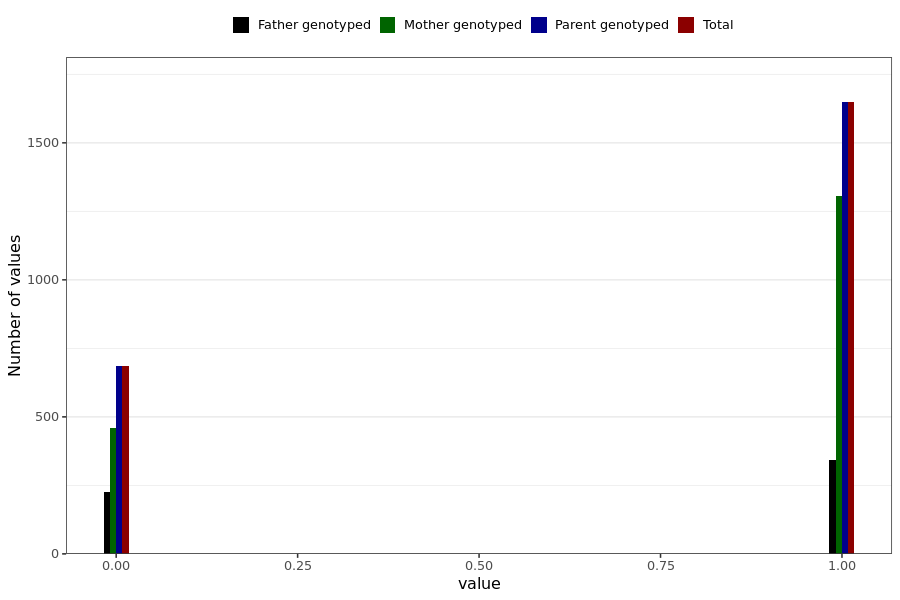 Father genotyped Mother genotyped Parent genotyped Total
Number of values
1500
1000
500
0
0.00 0.25 0.50 0.75 1.00
value